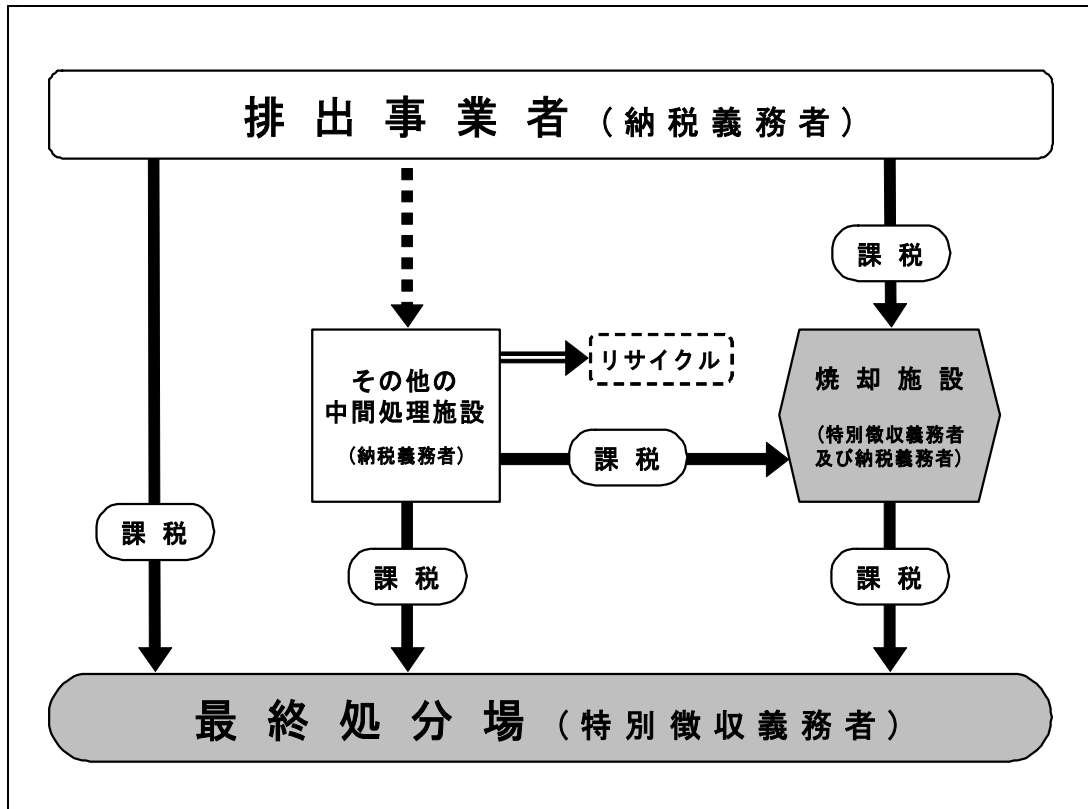 排出事業者(納税義務者)
課税
リサイクル
その他の
中間処理施設
(納税義務者)
焼却施設
(特別徴収義務者
及び納税義務者)
課税
課税
課税
課税
最終処分場(特別徴収義務者)